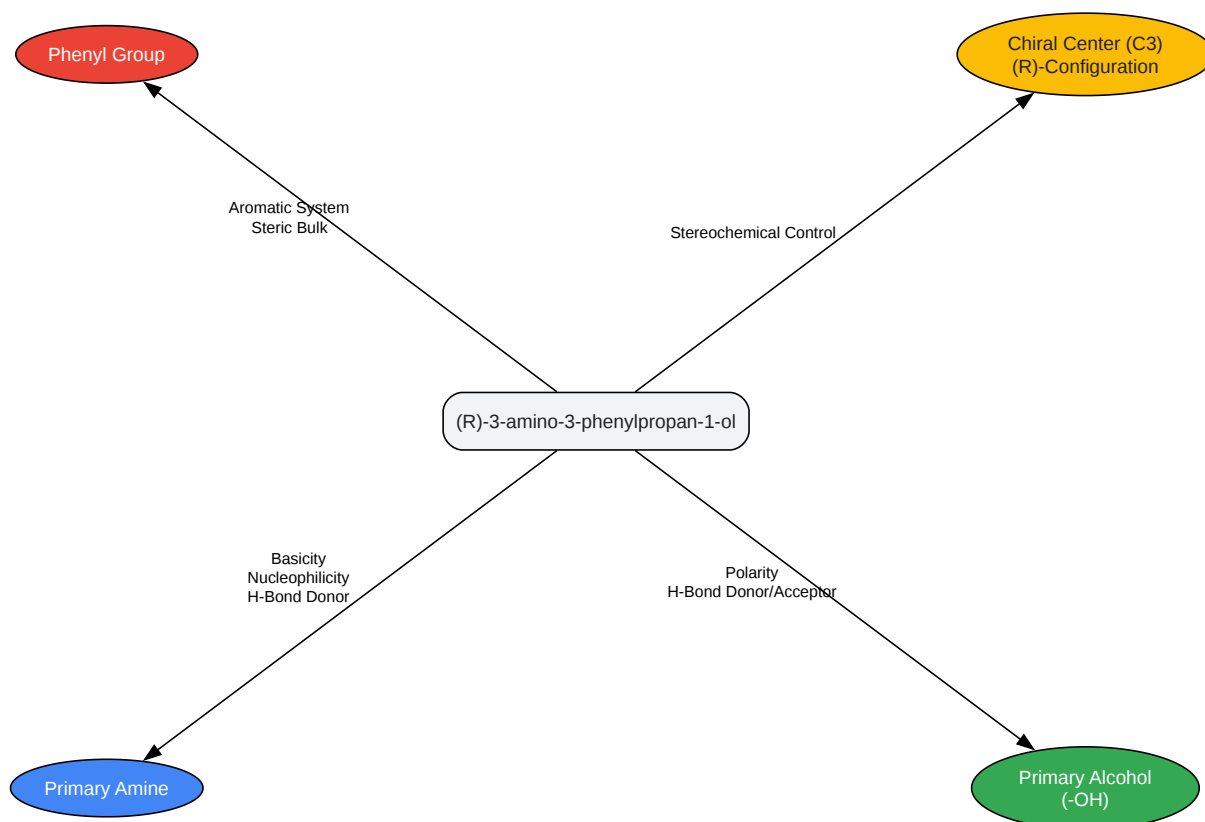 Phenyl Group
Chiral Center (C3)
(R)-Configuration
Aromatic System
Steric Bulk
Stereochemical Control
(R)-3-amino-3-phenylpropan-1-ol
Basicity
Nucleophilicity
H-Bond Donor
Polarity
H-Bond Donor/Acceptor
Primary Amine
Primary Alcohol
(-OH)